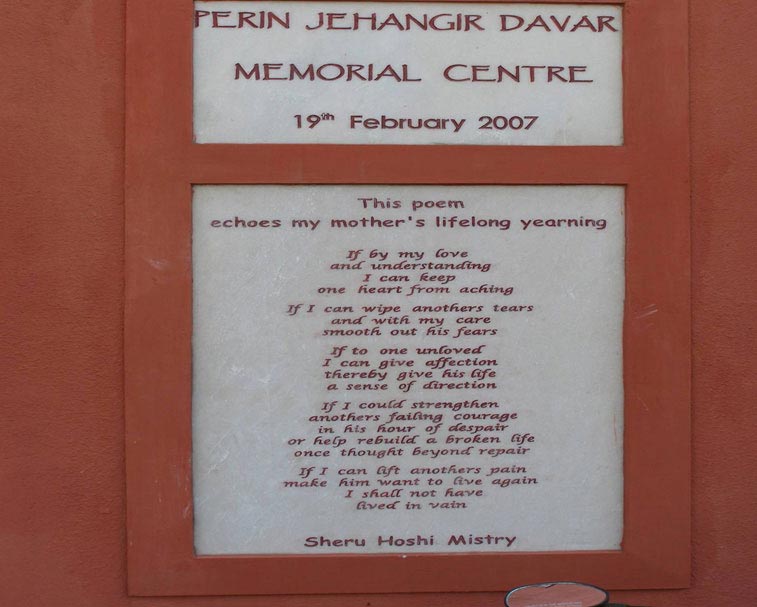 PERIN JEHANGIR DAVAR
MEMORIAL CENTRE
19th February 2007
This poem
echoes my mother's lifelong yearning
If by my love
and understanding
I can keep
one heart from aching
If I can wipe anothers tears
and with my care
smooth out his fears
If to one unloved
I can give affection
thereby give his life
a sense of direction
If I could strengthen
anothers failing courage
in his hour of despair
or help rebuild a broken life
once thought beyond repair
If I can lift anothers pain
make him want to live again
I shall not have
lived in vain
Sheru Hoshi Mistry